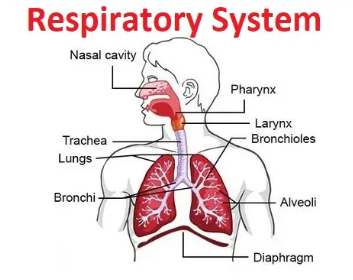 Respiratory System
Nasal cavity
Pharynx
Larynx
Trachea
Bronchioles
Lungs
Bronchi
Alveoli
Diaphragm